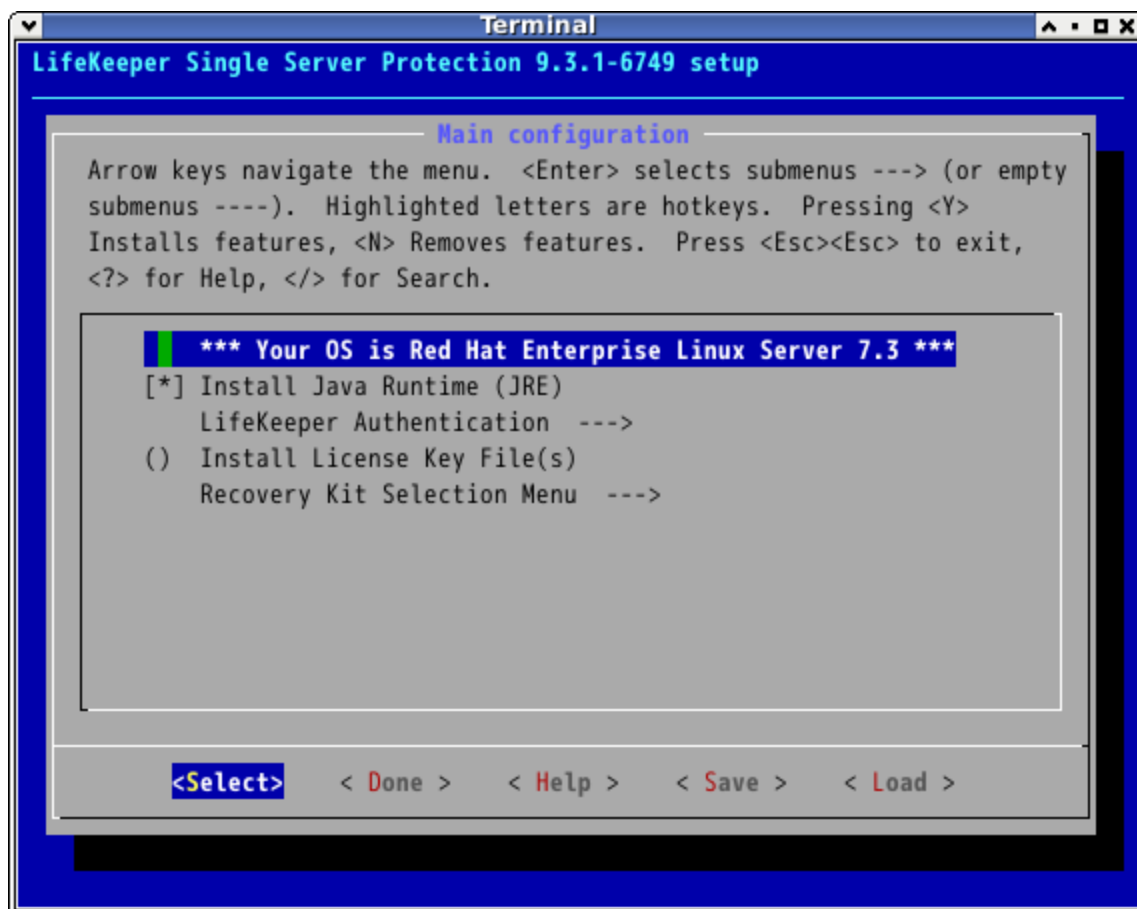 Terminal
LifeKeeper Single Server Protection 9.3.1-6749 setup
Main configuration
Arrow keys navigate the menu.  <Enter> selects submenus ---> (or empty
submenus ----).  Highlighted letters are hotkeys.  Pressing <Y>
Installs features, <N> Removes features.  Press <Esc><Esc> to exit,
<?> for Help, </> for Search.
*** Your OS is Red Hat Enterprise Linux Server 7.3 ***
[*] Install Java Runtime (JRE)
LifeKeeper Authentication  --->
()  Install License Key File(s)
Recovery Kit Selection Menu  --->
<Select>    < Done >    < Help >    < Save >    < Load >